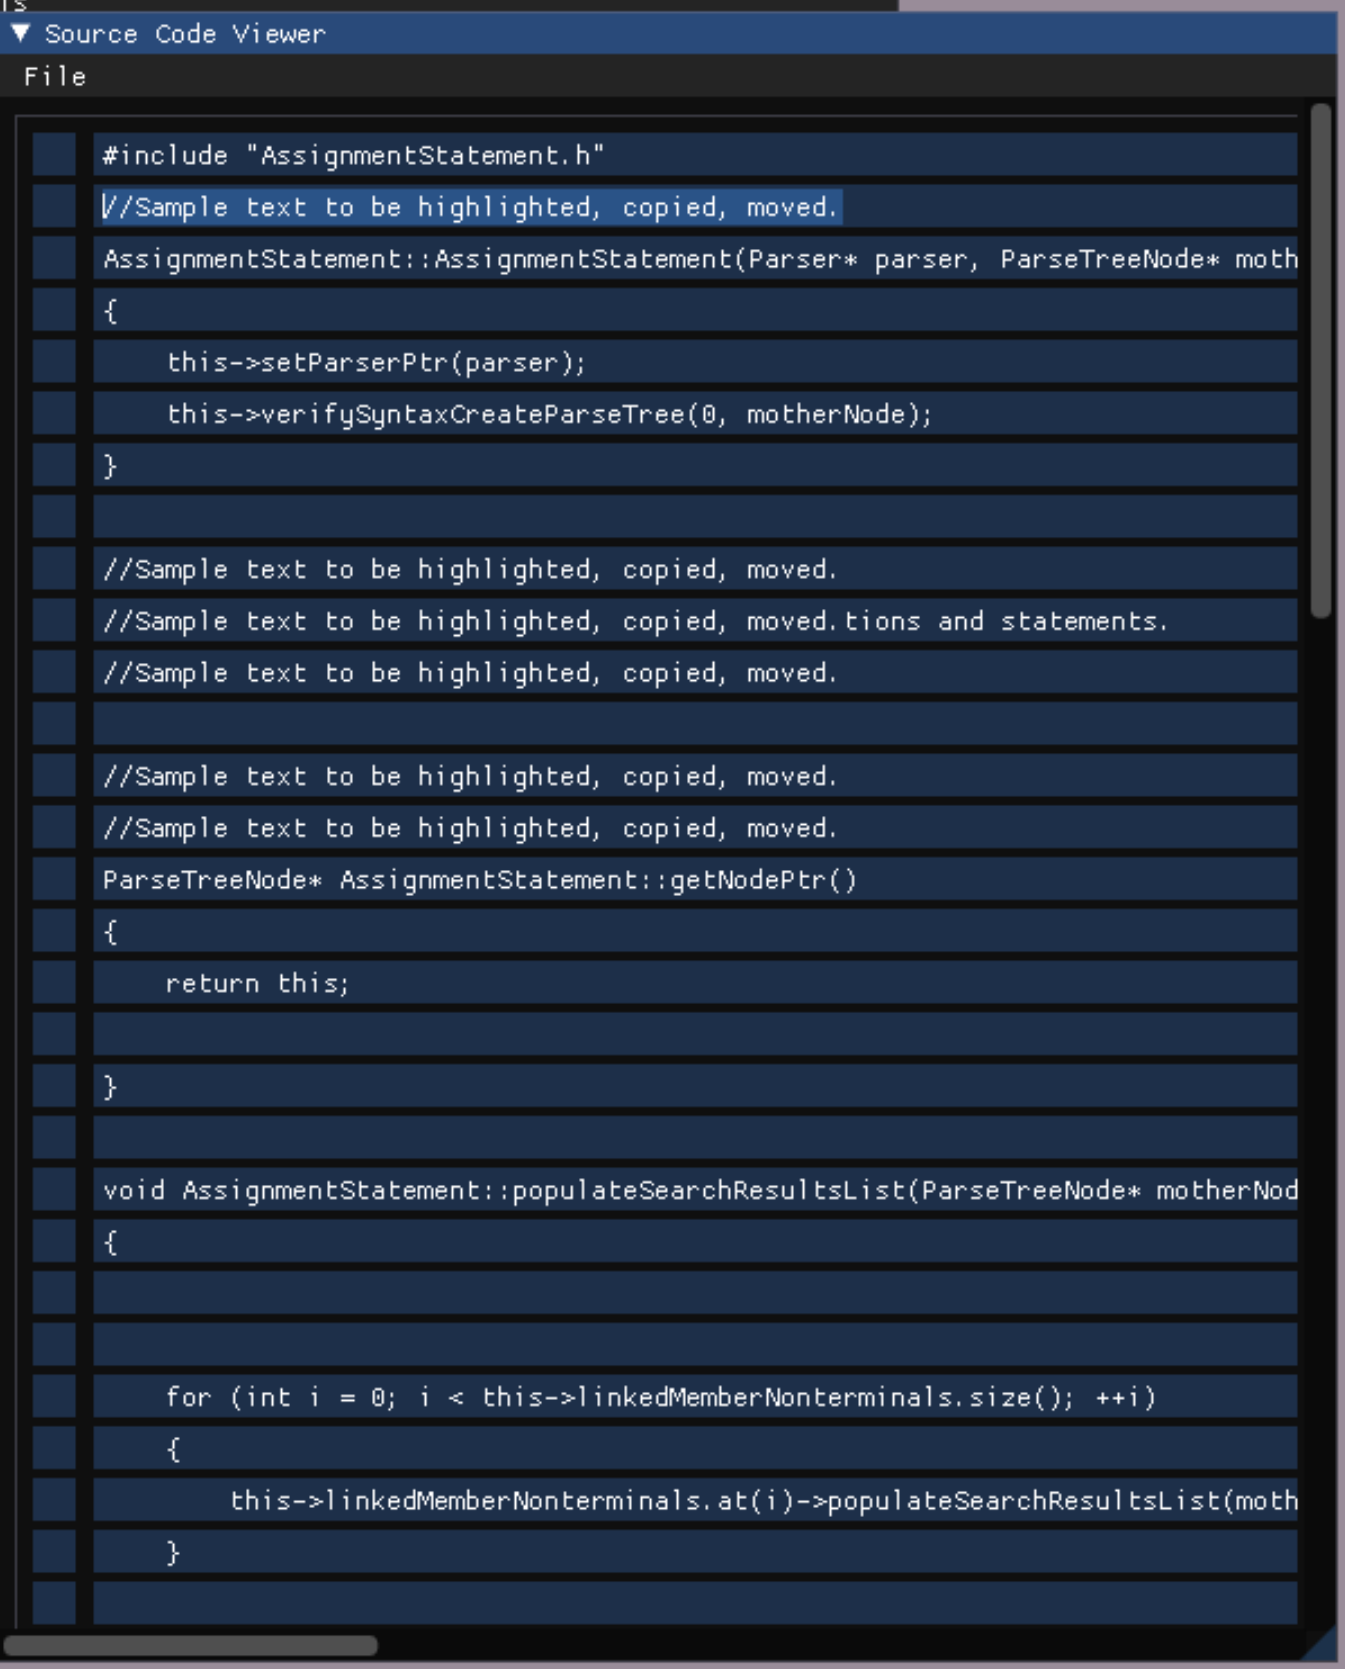 Source Code Viewer
File
#include "AssignmentStatement.h"
//Sample text to be highlighted, copied, moved.
AssignmentStatement::AssignmentStatement(Parser* parser, ParseTreeNode* moth
{
    this->setParserPtr(parser);
    this->verifySyntaxCreateParseTree(0, motherNode);
}
//Sample text to be highlighted, copied, moved.
//Sample text to be highlighted, copied, moved.tions and statements.
//Sample text to be highlighted, copied, moved.
//Sample text to be highlighted, copied, moved.
//Sample text to be highlighted, copied, moved.
ParseTreeNode* AssignmentStatement::getNodePtr()
{
    return this;
}
void AssignmentStatement::populateSearchResultsList(ParseTreeNode* motherNod
{
    for (int i = 0; i < this->linkedMemberNonterminals.size(); ++i)
    {
        this->linkedMemberNonterminals.at(i)->populateSearchResultsList(moth
    }